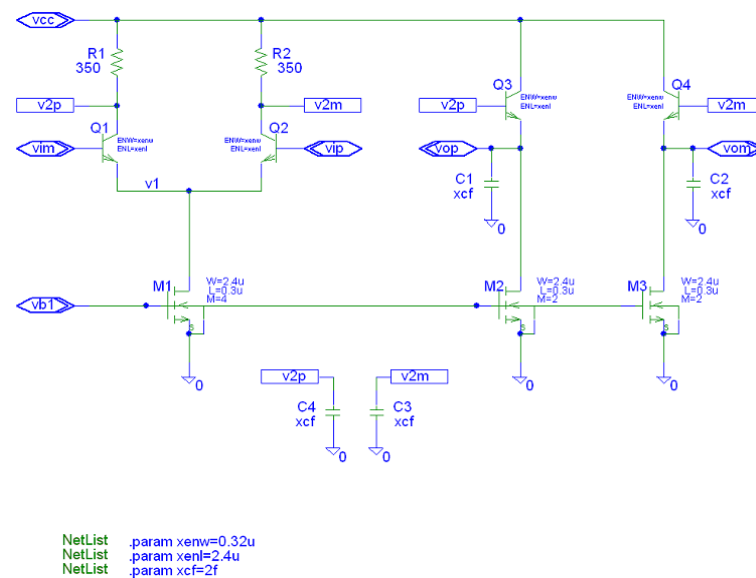 vcc
R1
350
R2
350
v2p
v2m
Q1
ENW=xenw
ENL=xenl
Q2
ENW=xenw
ENL=xenl
vim
vip
v1
Q3
ENW=xenw
ENL=xenl
v2p
Q4
ENW=xenw
ENL=xenl
v2m
vop
vom
C1
xcf
0
C2
xcf
0
vb1
M1
W=2.4u
L=0.3u
M=4
S
0
M2
W=2.4u
L=0.3u
M=2
S
0
M3
W=2.4u
L=0.3u
M=2
S
0
v2p
v2m
C4
xcf
0
C3
xcf
0
NetList .param xenw=0.32u
NetList .param xenl=2.4u
NetList .param xcf=2f